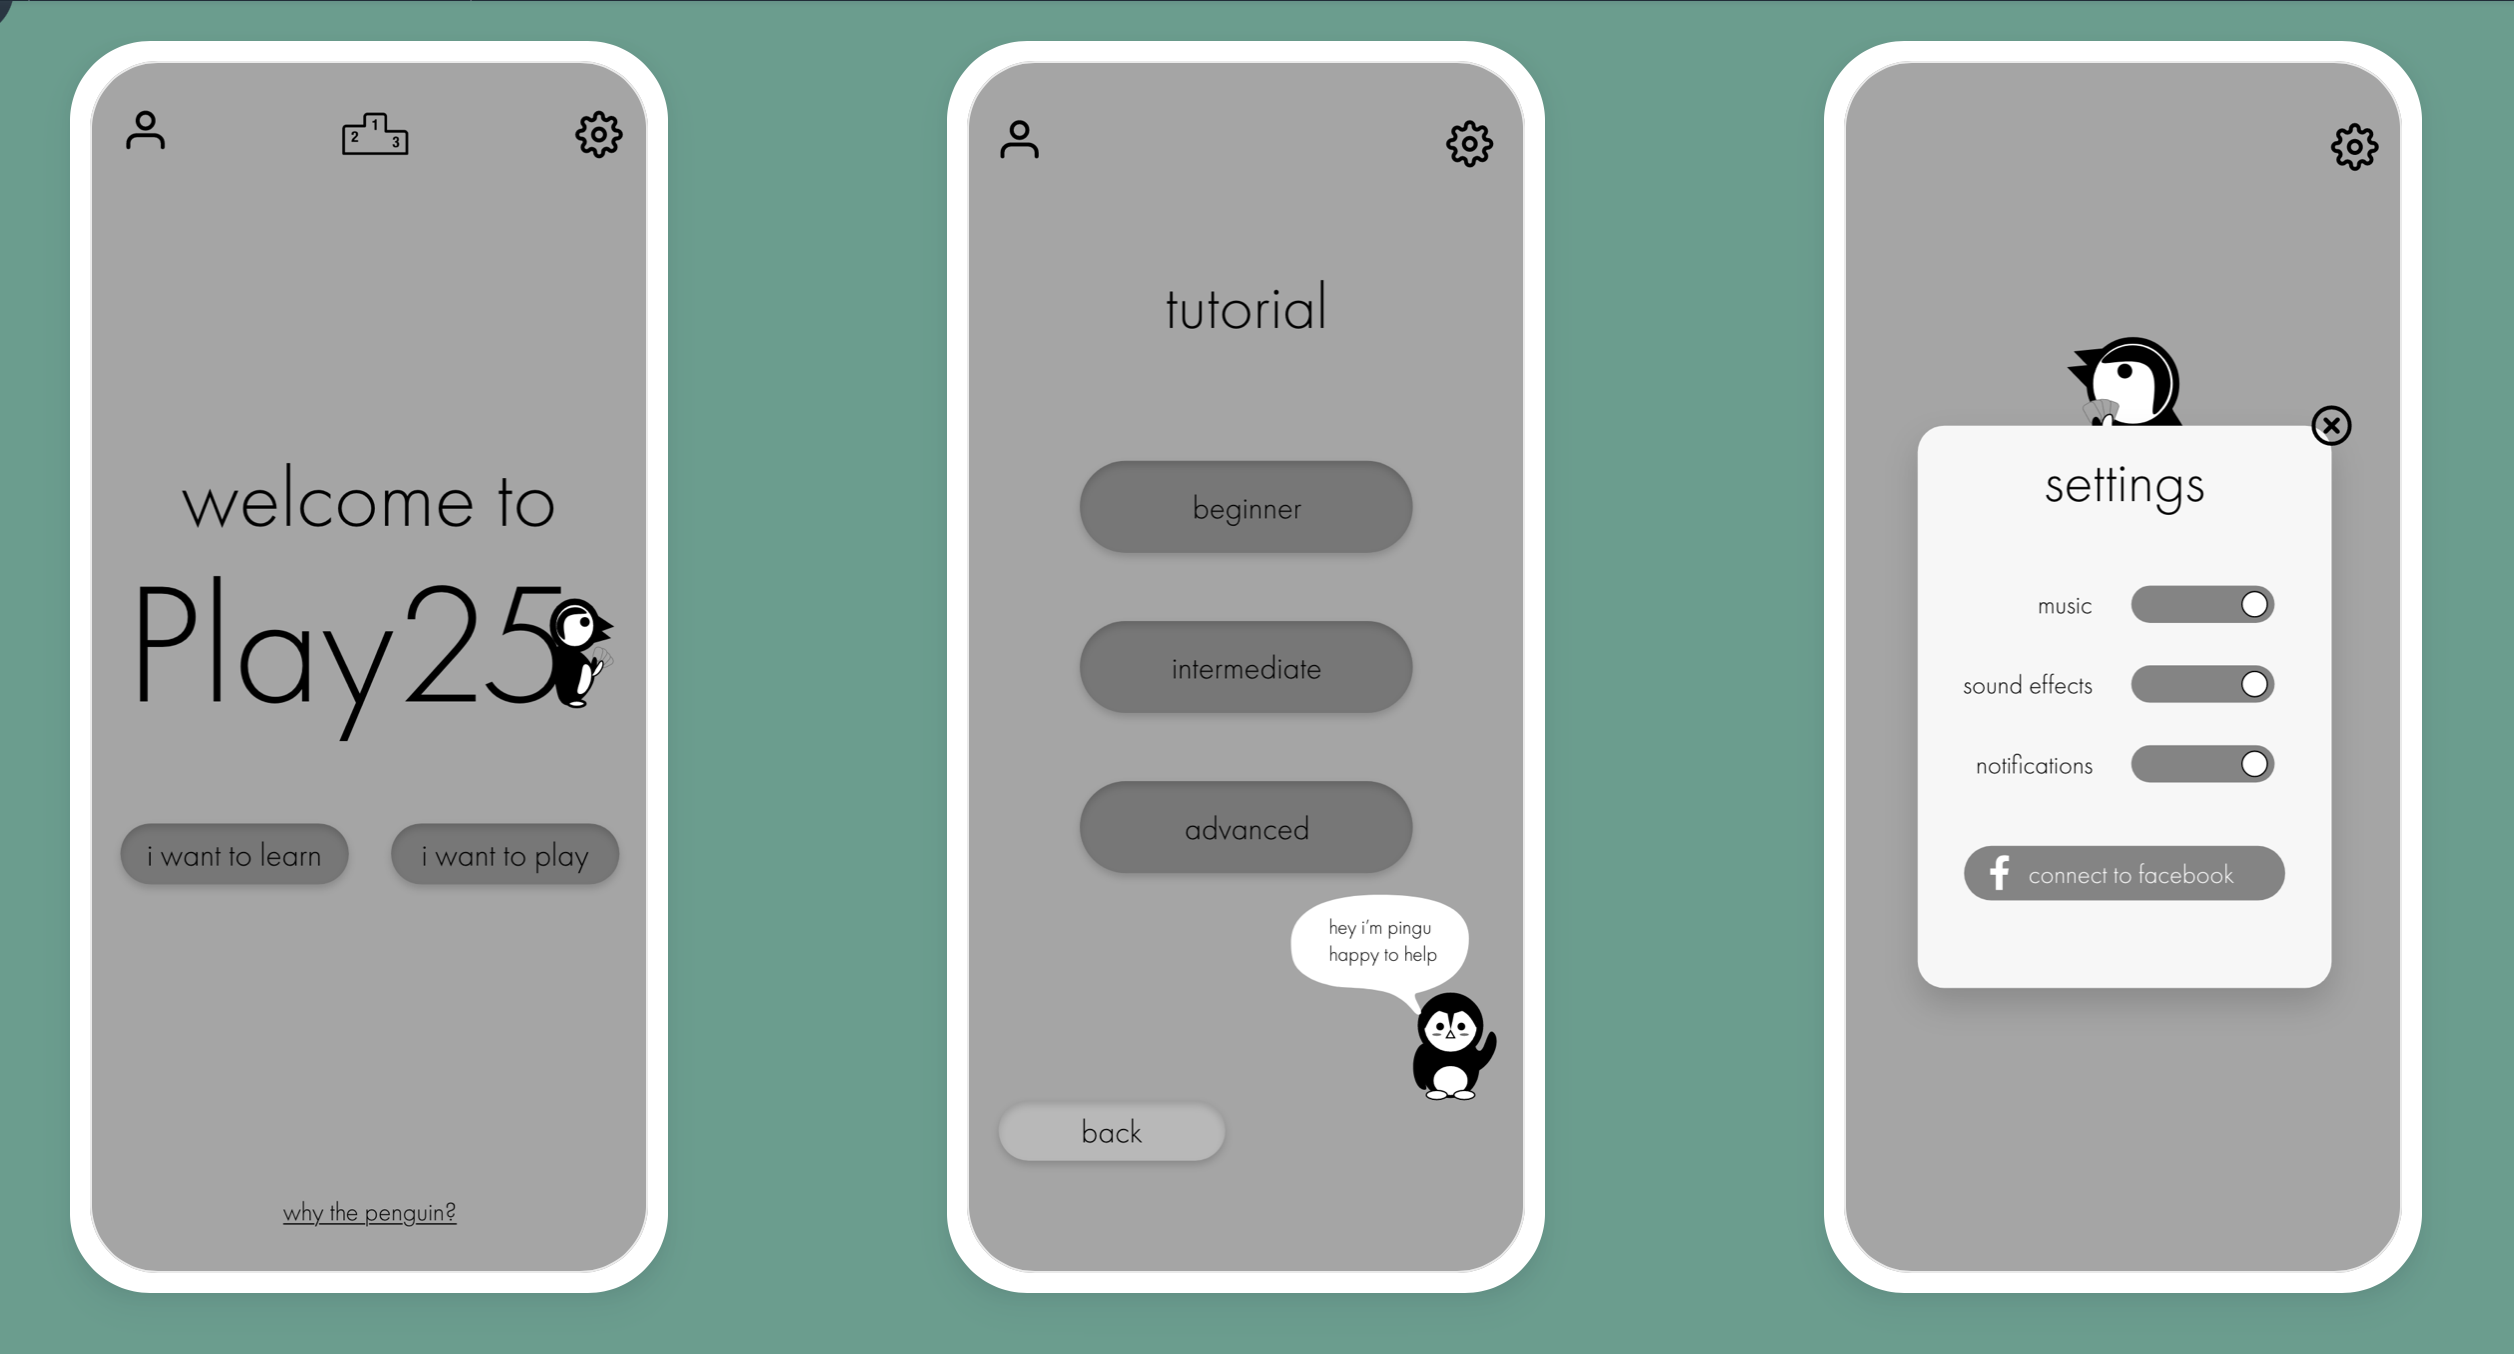 1
2
3
welcome to
Play25
i want to learn
i want to play
why the penguin?
tutorial
beginner
intermediate
advanced
hey i'm pingu
happy to help
back
settings
music
sound effects
notifications
f connect to facebook